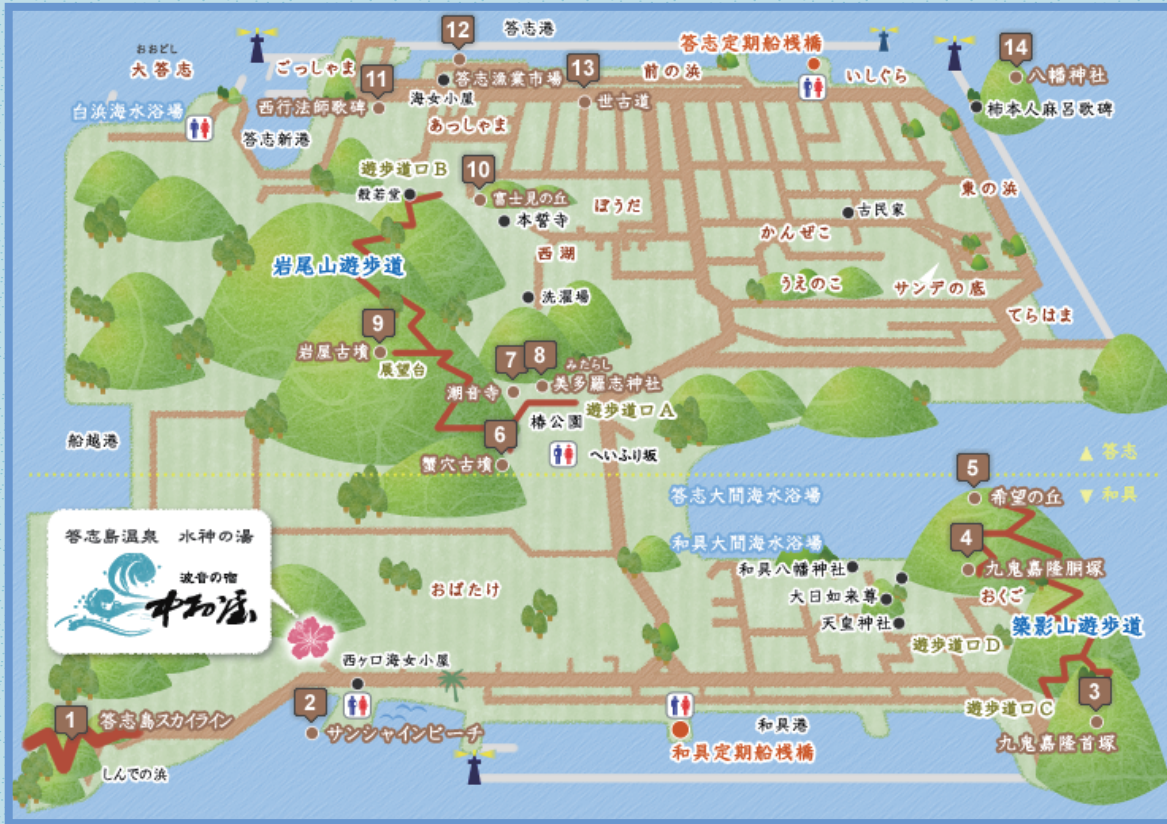 12
答志港
おおどし
大答志
ごっしゃま
答志定期船桟橋
14
11
答志漁業市場
13
前の浜
いしぐら
八幡神社
西行法師歌碑
海女小屋
世古道
柿本人麻呂歌碑
白浜海水浴場
あっしゃま
答志新港
遊歩道口B
10
般若堂
富士見の丘
ぼうだ
東の浜
本誓寺
古民家
かんぜこ
西湖
岩尾山遊歩道
うえのこ
サンデの底
洗濯場
てらはま
9
岩屋古墳
展望台
7
8
みたらし
潮音寺
美多羅志神社
遊歩道口A
椿公園
6
船越港
へいふり坂
蟹穴古墳
▲ 答志
5
答志大間海水浴場
希望の丘
▼ 和具
答志島温泉 水神の湯
波音の宿
4
和具大間海水浴場
和具八幡神社
九鬼嘉隆胴塚
おばたけ
大日如来尊
おくご
天皇神社
築影山遊歩道
遊歩道口D
西ヶ口海女小屋
2
3
1
答志島スカイライン
サンシャインビーチ
遊歩道口C
和具港
和具定期船桟橋
九鬼嘉隆首塚
しんでの浜